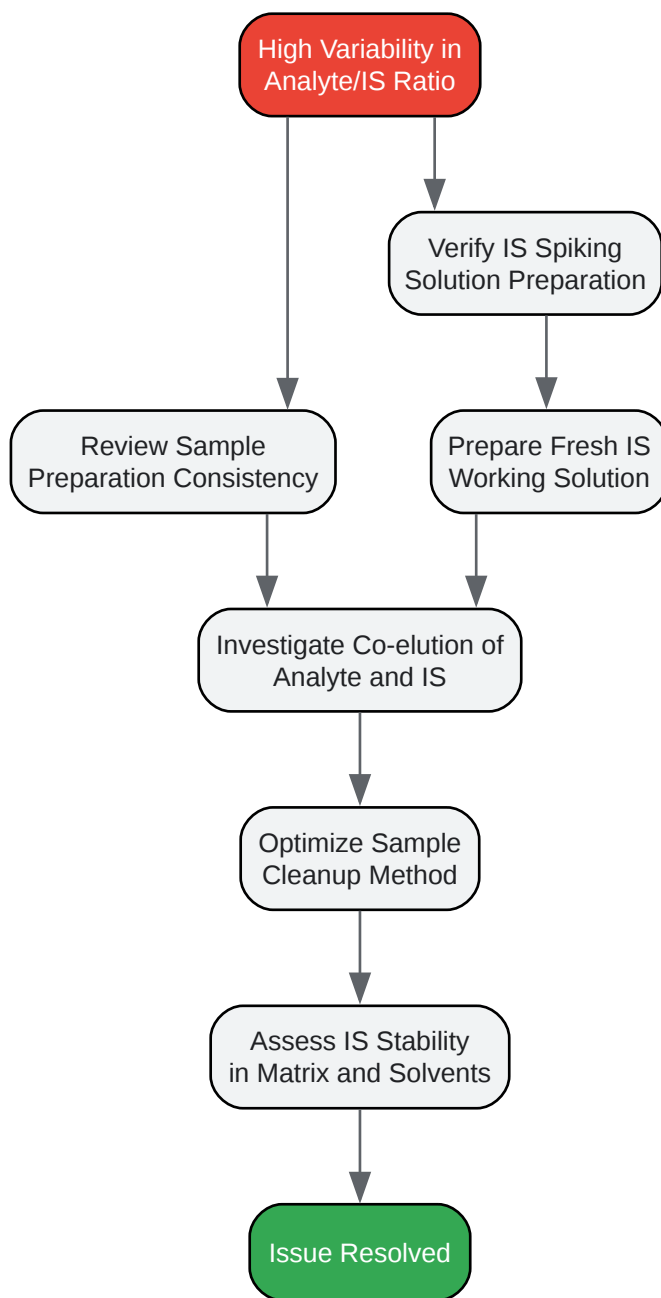 High Variability in
Analyte/IS Ratio
Verify IS Spiking
Solution Preparation
Review Sample
Preparation Consistency
Prepare Fresh IS
Working Solution
Investigate Co-elution of
Analyte and IS
Optimize Sample
Cleanup Method
Assess IS Stability
in Matrix and Solvents
Issue Resolved